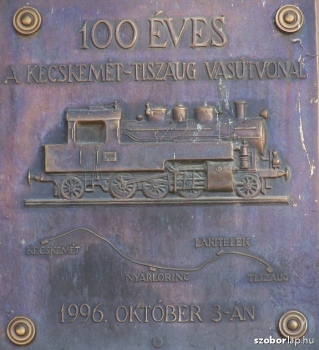 100 ÉVES
A KECSKEMÉT-TISZAUG VASÚTVONAL
KECSKEMÉT
LAKITELEK
NYÁRLŐRINC
TISZAUG
1996. OKTÓBER 3-ÁN
szoborlap.hu